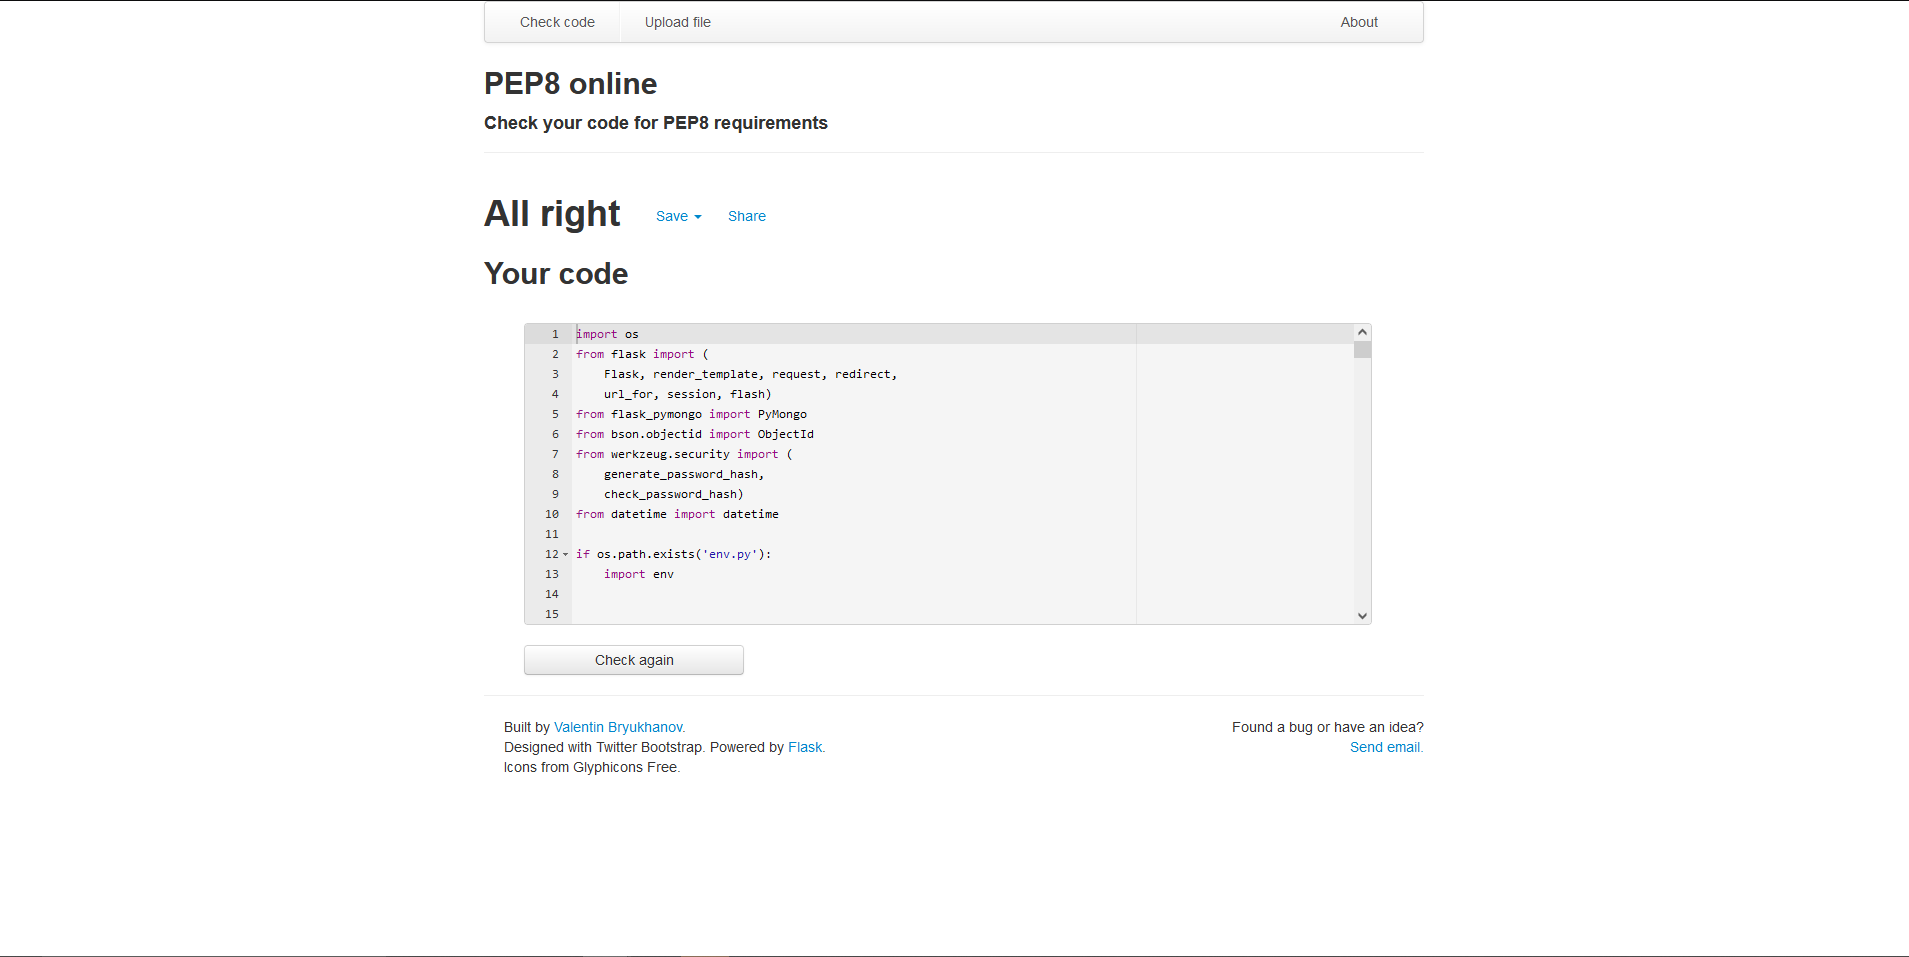 Check code Upload file About
PEP8 online
Check your code for PEP8 requirements
All right Save Share
Your code
1 import os
2 from flask import (
3     Flask, render_template, request, redirect,
4     url_for, session, flash)
5 from flask_pymongo import PyMongo
6 from bson.objectid import ObjectId
7 from werkzeug.security import (
8     generate_password_hash,
9     check_password_hash)
10 from datetime import datetime
11
12 if os.path.exists('env.py'):
13     import env
14
15
Check again
Built by Valentin Bryukhanov.
Designed with Twitter Bootstrap. Powered by Flask.
Icons from Glyphicons Free.
Found a bug or have an idea?
Send email.